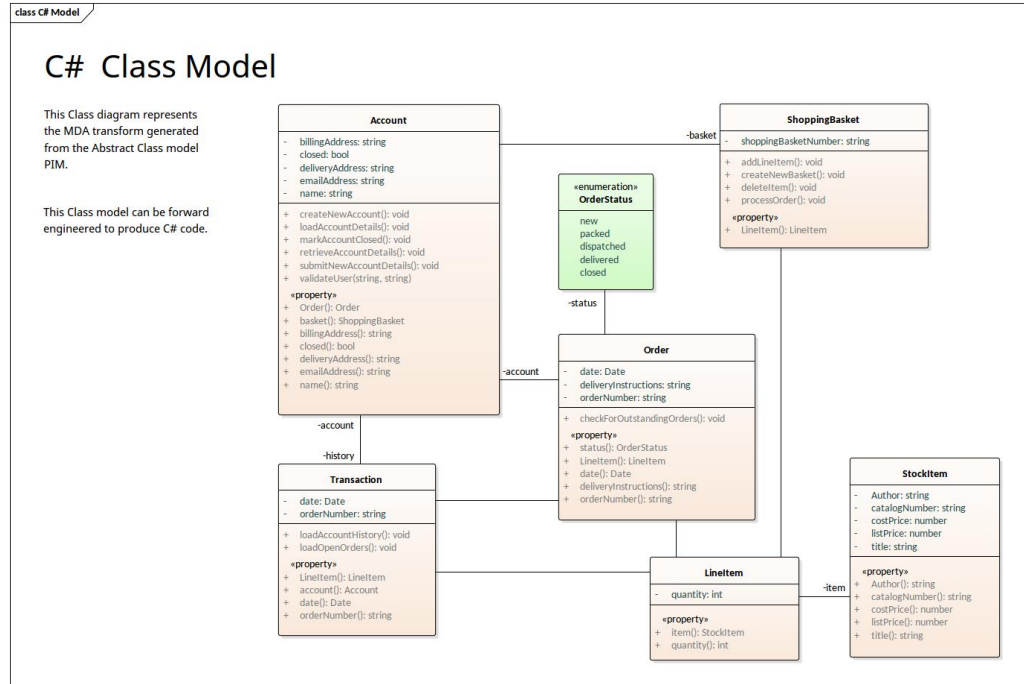 class C# Model
C# Class Model
This Class diagram represents
the MDA transform generated
from the Abstract Class model
PIM.
This Class model can be forward
engineered to produce C# code.
Account
- billingAddress: string
- closed: bool
- deliveryAddress: string
- emailAddress: string
- name: string
+ createNewAccount(): void
+ loadAccountDetails(): void
+ markAccountClosed(): void
+ retrieveAccountDetails(): void
+ submitNewAccountDetails(): void
+ validateUser(string, string)
«property»
+ Order(): Order
+ basket(): ShoppingBasket
+ billingAddress(): string
+ closed(): bool
+ deliveryAddress(): string
+ emailAddress(): string
+ name(): string
-basket
ShoppingBasket
- shoppingBasketNumber: string
+ addLineItem(): void
+ createNewBasket(): void
+ deleteItem(): void
+ processOrder(): void
«property»
+ LineItem(): LineItem
«enumeration»
OrderStatus
new
packed
dispatched
delivered
closed
-status
-account
Order
- date: Date
- deliveryInstructions: string
- orderNumber: string
+ checkForOutstandingOrders(): void
«property»
+ status(): OrderStatus
+ LineItem(): LineItem
+ date(): Date
+ deliveryInstructions(): string
+ orderNumber(): string
-account
-history
Transaction
- date: Date
- orderNumber: string
+ loadAccountHistory(): void
+ loadOpenOrders(): void
«property»
+ LineItem(): LineItem
+ account(): Account
+ date(): Date
+ orderNumber(): string
LineItem
- quantity: int
«property»
+ item(): StockItem
+ quantity(): int
-item
StockItem
- Author: string
- catalogNumber: string
- costPrice: number
- listPrice: number
- title: string
«property»
+ Author(): string
+ catalogNumber(): string
+ costPrice(): number
+ listPrice(): number
+ title(): string